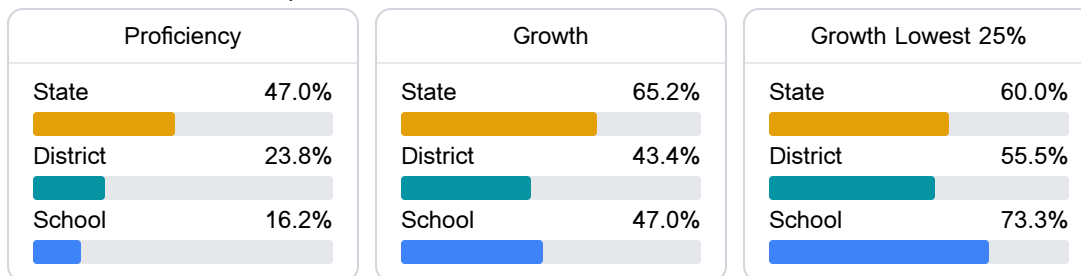 Proficiency
State 47.0%
District 23.8%
School 16.2%
Growth
State 65.2%
District 43.4%
School 47.0%
Growth Lowest 25%
State 60.0%
District 55.5%
School 73.3%